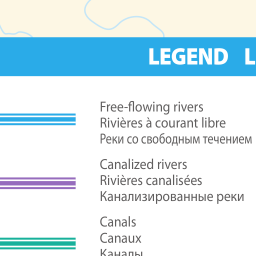 LEGEND L
Free-flowing rivers
Rivières à courant libre
Реки со свободным течением
Canalized rivers
Rivières canalisées
Канализированные реки
Canals
Canaux
Каналы